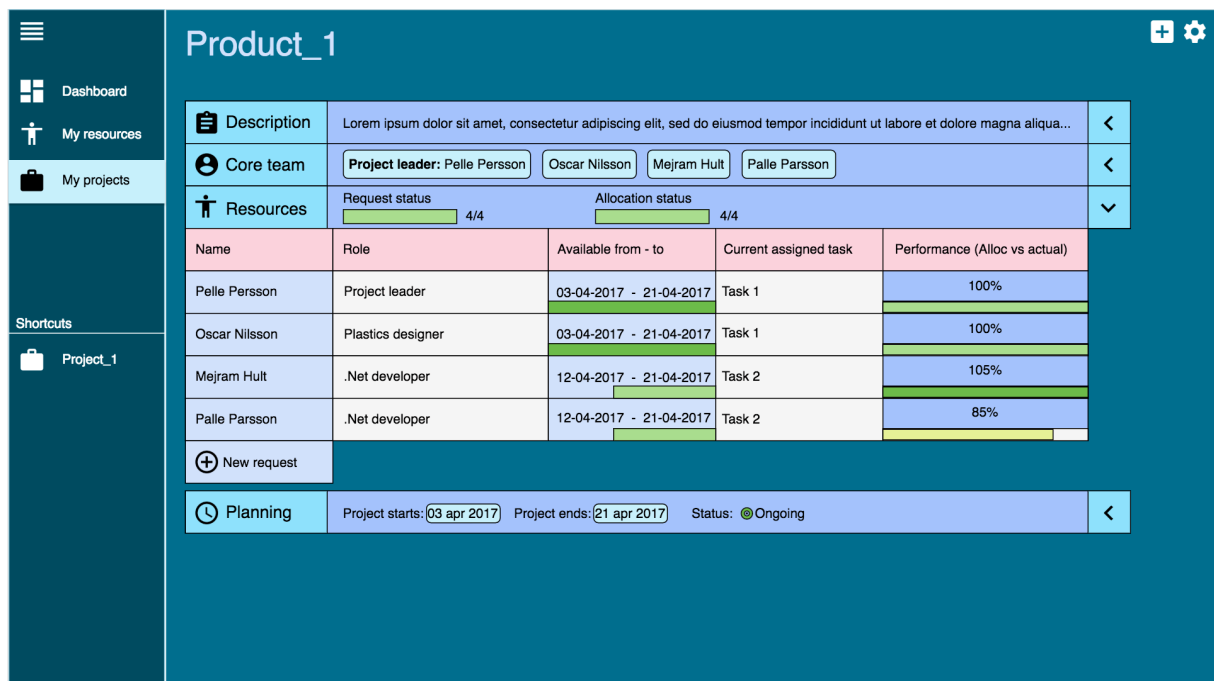 Product_1
Dashboard
My resources
My projects
Shortcuts
Project_1
Description Lorem ipsum dolor sit amet, consectetur adipiscing elit, sed do eiusmod tempor incididunt ut labore et dolore magna aliqua...
Core team Project leader: Pelle Persson Oscar Nilsson Mejram Hult Palle Parsson
Resources Request status 4/4 Allocation status 4/4
Name Role Available from - to Current assigned task Performance (Alloc vs actual)
Pelle Persson Project leader 03-04-2017 - 21-04-2017 Task 1 100%
Oscar Nilsson Plastics designer 03-04-2017 - 21-04-2017 Task 1 100%
Mejram Hult .Net developer 12-04-2017 - 21-04-2017 Task 2 105%
Palle Parsson .Net developer 12-04-2017 - 21-04-2017 Task 2 85%
New request
Planning Project starts: 03 apr 2017 Project ends: 21 apr 2017 Status: Ongoing